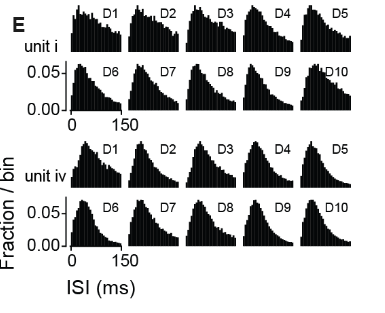 E
D1 D2 D3 D4 D5
unit i
0.05
D6 D7 D8 D9 D10
0.00
0 150
D1 D2 D3 D4 D5
unit iv
0.05
D6 D7 D8 D9 D10
0.00
0 150
Fraction / bin
ISI (ms)